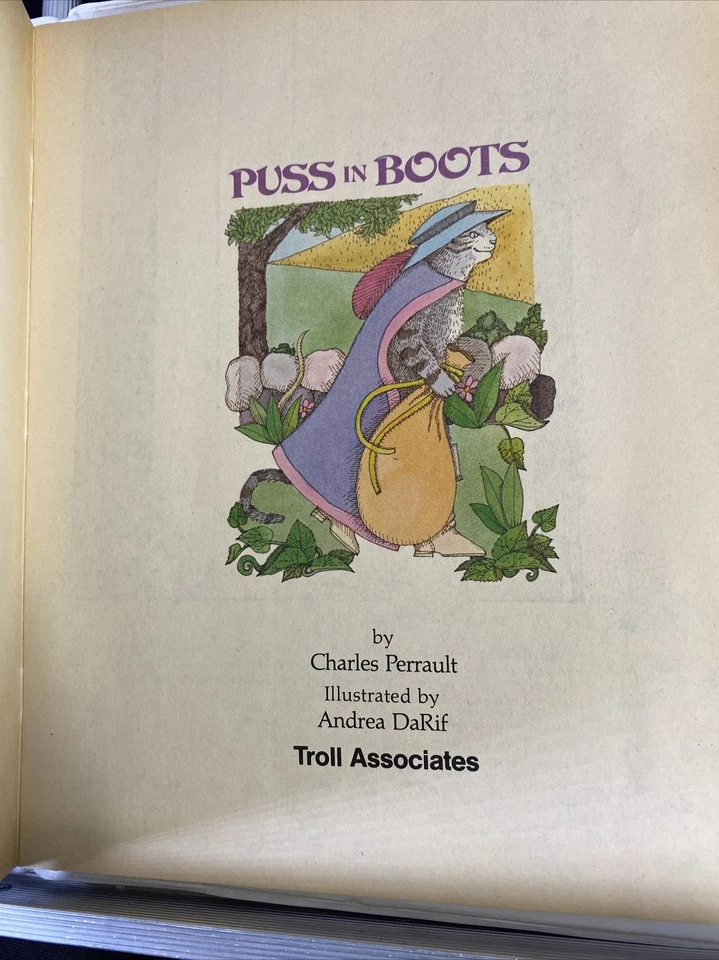 PUSS IN BOOTS
by
Charles Perrault
Illustrated by
Andrea DaRif
Troll Associates